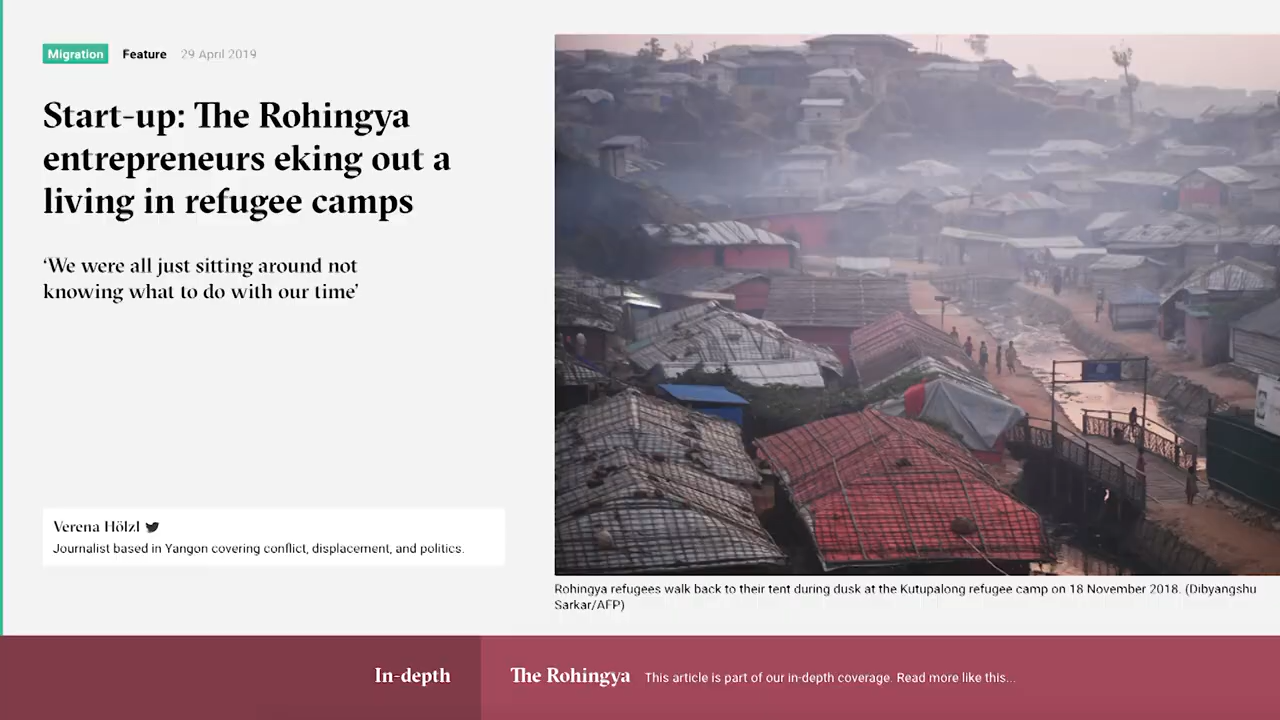 Migration Feature 29 April 2019
Start-up: The Rohingya
entrepreneurs eking out a
living in refugee camps
‘We were all just sitting around not
knowing what to do with our time’
Verena Hölzl
Journalist based in Yangon covering conflict, displacement, and politics.
Rohingya refugees walk back to their tent during dusk at the Kutupalong refugee camp on 18 November 2018. (Dibyangshu
Sarkar/AFP)
In-depth
The Rohingya This article is part of our in-depth coverage. Read more like this...